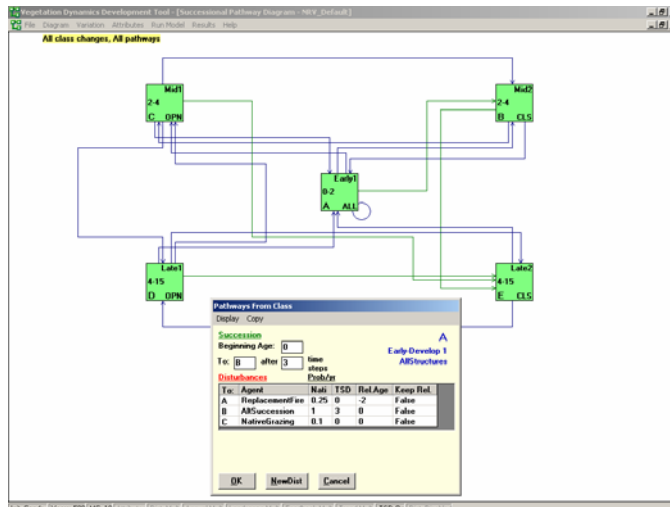 Vegetation Dynamics Development Tool - [Successional Pathway Diagram - NRV_Default]
File Diagram Variation Attributes Run Model Results Help
All class changes, All pathways
Mid1
2-4
C OPN
Mid2
2-4
B CLS
Early1
0-2
A ALL
Late1
4-15
D OPN
Late2
4-15
E CLS
Pathways From Class
Display Copy
Succession
Beginning Age: 0
A
Early-Develop 1
AllStructures
To: B after 3 time steps
Disturbances Prob/yr
To: Agent Nati TSD Rel.Age Keep Rel.
A ReplacementFire 0.25 0 -2 False
B AltSuccession 1 3 0 False
C NativeGrazing 0.1 0 0 False
OK NewDist Cancel